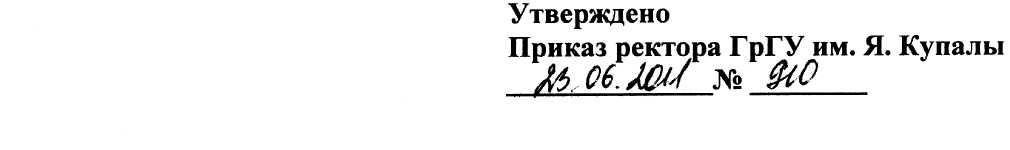 Утверждено
Приказ ректора ГрГУ им. Я. Купалы
23.06.2011 № 910